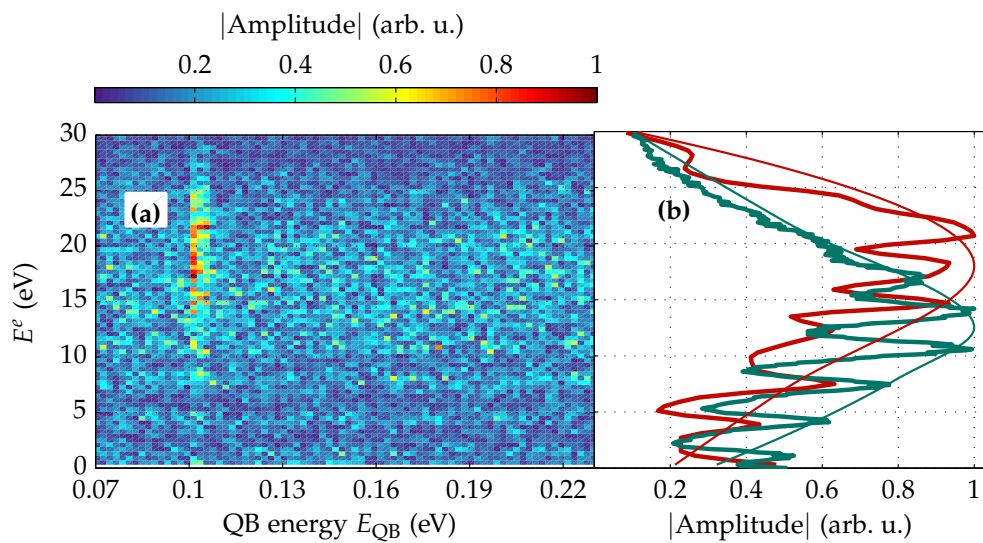 |Amplitude| (arb. u.)
0.2 0.4 0.6 0.8 1
30
25
20
15
10
5
0
E^e (eV)
(a)
0.07 0.1 0.13 0.16 0.19 0.22
QB energy E_QB (eV)
(b)
0.2 0.4 0.6 0.8 1
|Amplitude| (arb. u.)